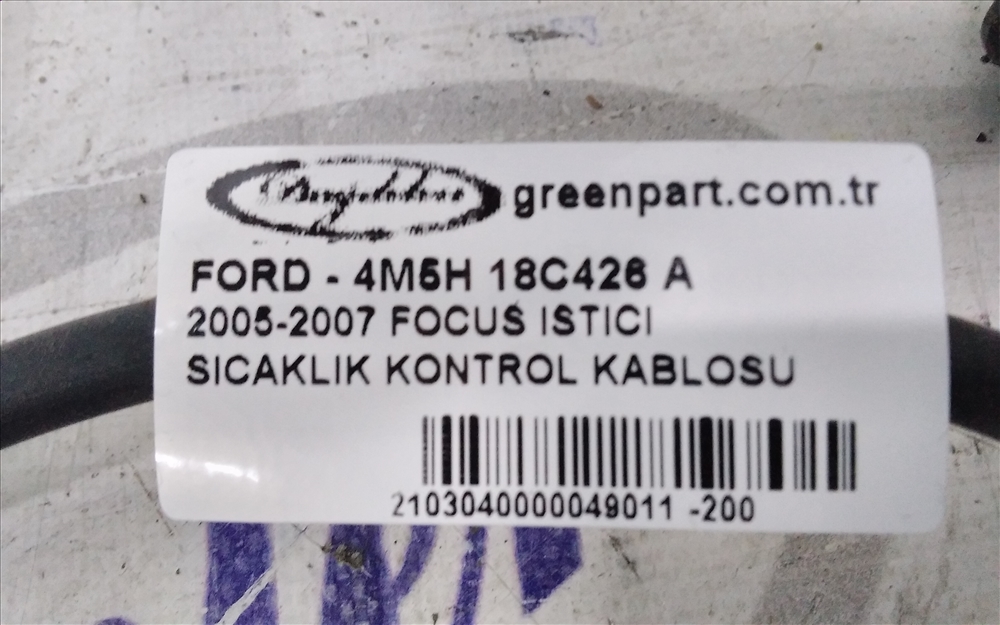 greenpart.com.tr
FORD - 4M5H 18C426 A
2005-2007 FOCUS ISTICI
SICAKLIK KONTROL KABLOSU
2103040000049011 -200